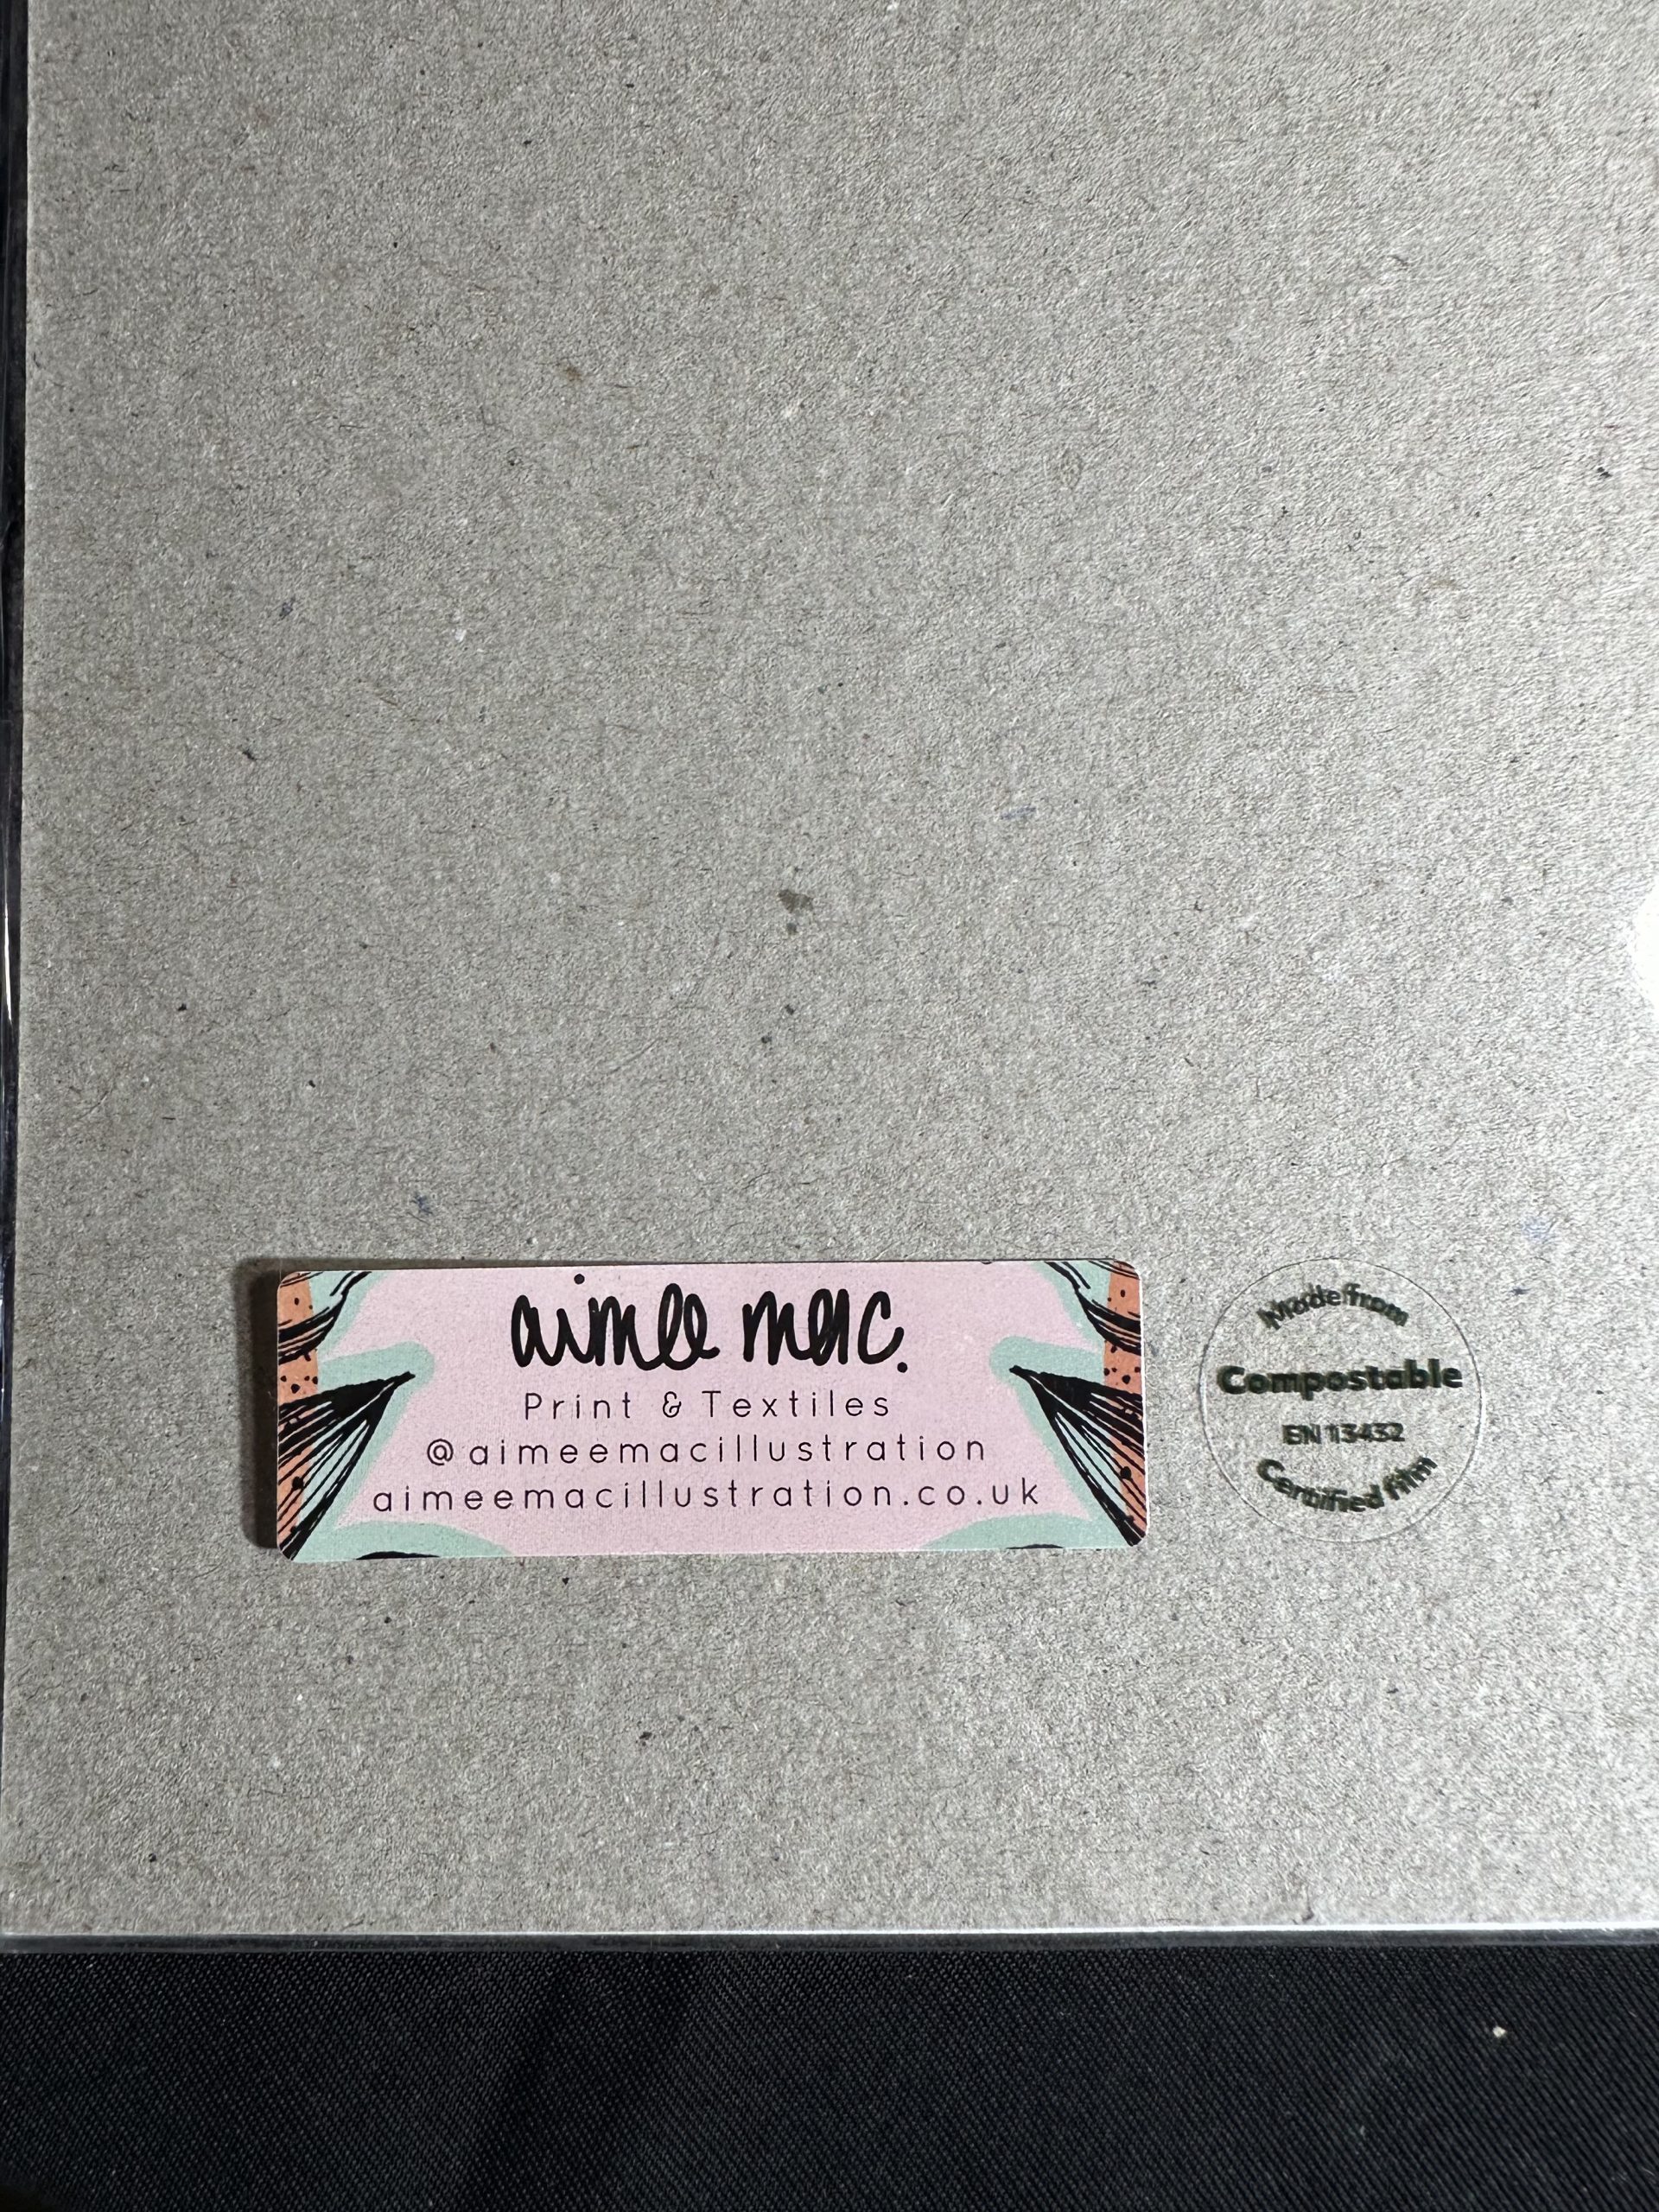 aimee mac.
Print & Textiles
@aimeemacillustration
aimeemacillustration.co.uk
Made from
Compostable
EN 13432
Certified film